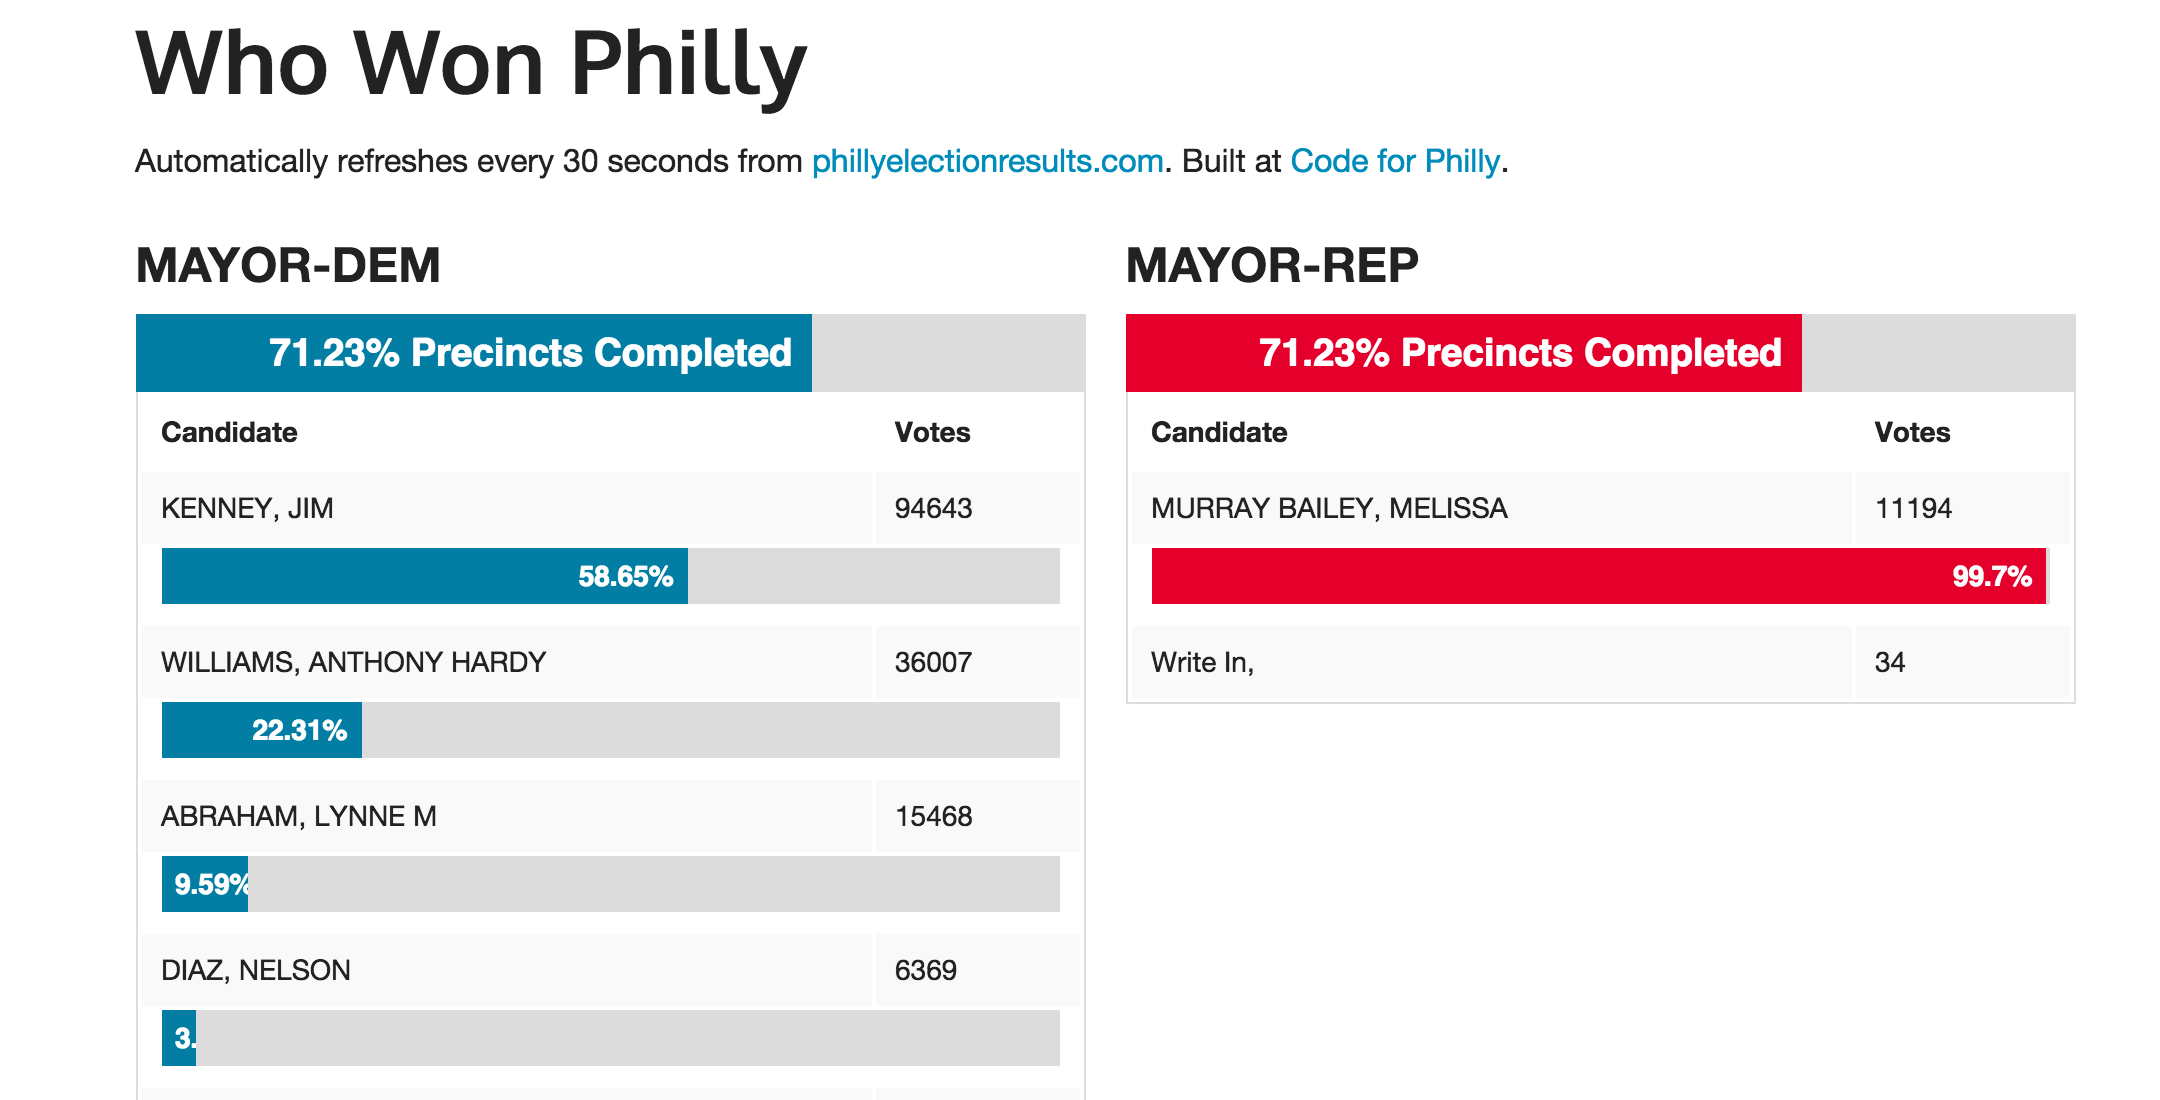 Who Won Philly
Automatically refreshes every 30 seconds from phillyelectionresults.com. Built at Code for Philly.
MAYOR-DEM
71.23% Precincts Completed
Candidate Votes
KENNEY, JIM 94643
58.65%
WILLIAMS, ANTHONY HARDY 36007
22.31%
ABRAHAM, LYNNE M 15468
9.59%
DIAZ, NELSON 6369
3.
MAYOR-REP
71.23% Precincts Completed
Candidate Votes
MURRAY BAILEY, MELISSA 11194
99.7%
Write In, 34